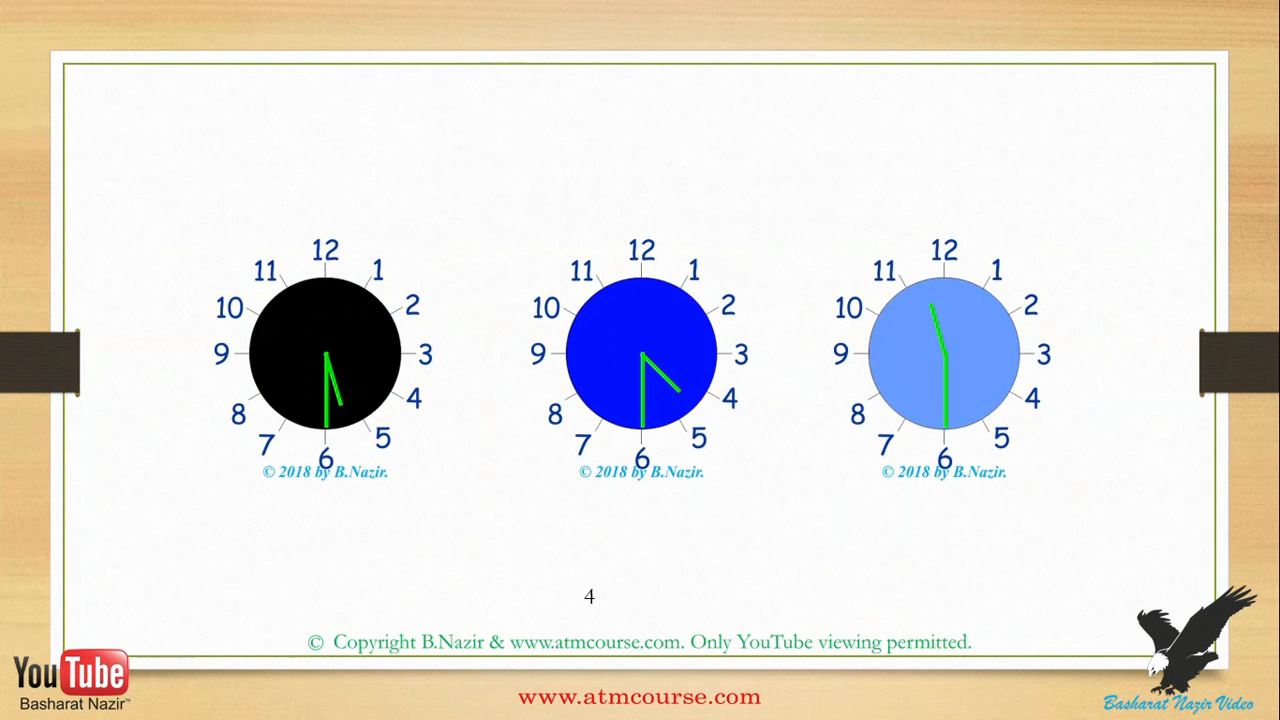 12 12 12
11 1 11 1 11 1
10 2 10 2 10 2
9 3 9 3 9 3
8 4 8 4 8 4
7 5 7 5 7 5
6 6 6
© 2018 by B.Nazir. © 2018 by B.Nazir. © 2018 by B.Nazir.
4
© Copyright B.Nazir & www.atmcourse.com. Only YouTube viewing permitted.
YouTube
Basharat Nazir™
www.atmcourse.com
Basharat Nazir Video